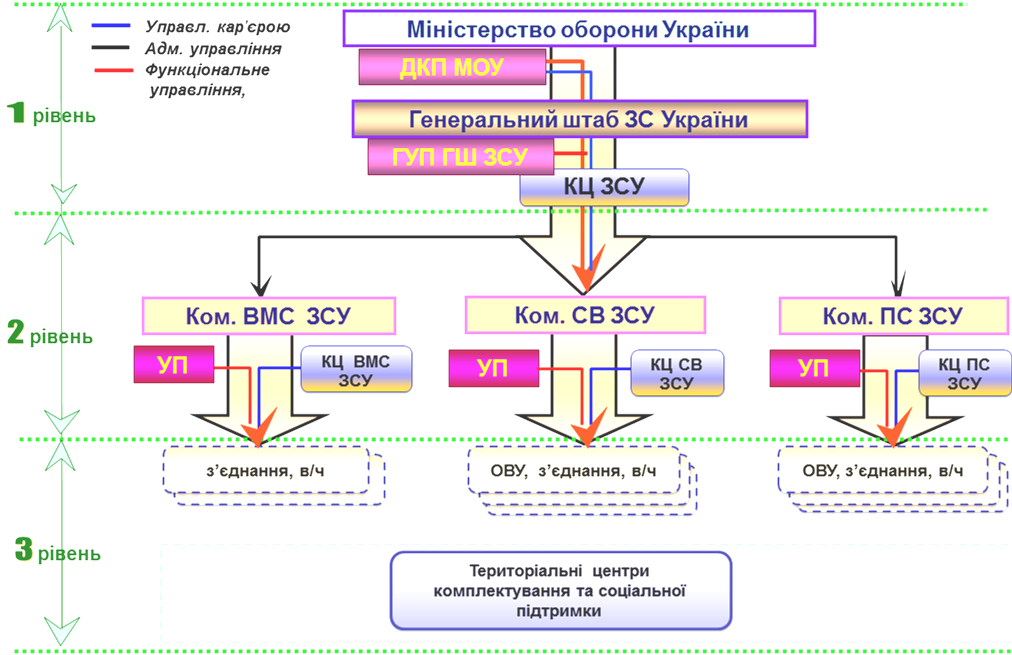 Управл. кар'єрою
Адм. управління
Функціональне
управління,
Міністерство оборони України
ДКП МОУ
1 рівень
Генеральний штаб ЗС України
ГУП ГШ ЗСУ
КЦ ЗСУ
2 рівень
Ком. ВМС ЗСУ
Ком. СВ ЗСУ
Ком. ПС ЗСУ
УП
КЦ ВМС
ЗСУ
УП
КЦ СВ
ЗСУ
УП
КЦ ПС
ЗСУ
з'єднання, в/ч
ОВУ, з'єднання, в/ч
ОВУ, з'єднання, в/ч
3 рівень
Територіальні центри
комплектування та соціальної
підтримки